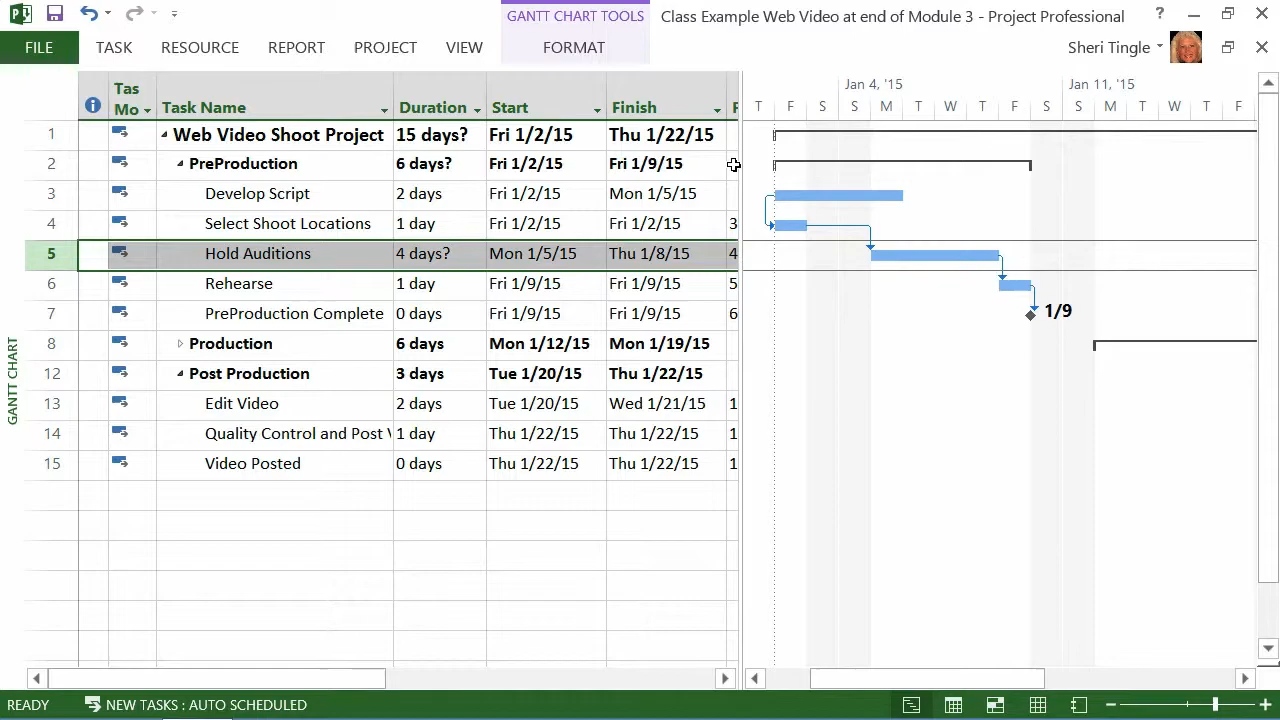 GANTT CHART TOOLS
Class Example Web Video at end of Module 3 - Project Professional
?
FILE TASK RESOURCE REPORT PROJECT VIEW FORMAT
Sheri Tingle
Tas Mo Task Name Duration Start Finish
Jan 4, '15 Jan 11, '15
T F S S M T W T F S S M T W T F
1 Web Video Shoot Project 15 days? Fri 1/2/15 Thu 1/22/15
2 PreProduction 6 days? Fri 1/2/15 Fri 1/9/15
3 Develop Script 2 days Fri 1/2/15 Mon 1/5/15
4 Select Shoot Locations 1 day Fri 1/2/15 Fri 1/2/15 3
5 Hold Auditions 4 days? Mon 1/5/15 Thu 1/8/15 4
6 Rehearse 1 day Fri 1/9/15 Fri 1/9/15 5
7 PreProduction Complete 0 days Fri 1/9/15 Fri 1/9/15 6 1/9
8 Production 6 days Mon 1/12/15 Mon 1/19/15
12 Post Production 3 days Tue 1/20/15 Thu 1/22/15
13 Edit Video 2 days Tue 1/20/15 Wed 1/21/15 1
14 Quality Control and Post 1 day Thu 1/22/15 Thu 1/22/15 1
15 Video Posted 0 days Thu 1/22/15 Thu 1/22/15 1
GANTT CHART
READY NEW TASKS : AUTO SCHEDULED